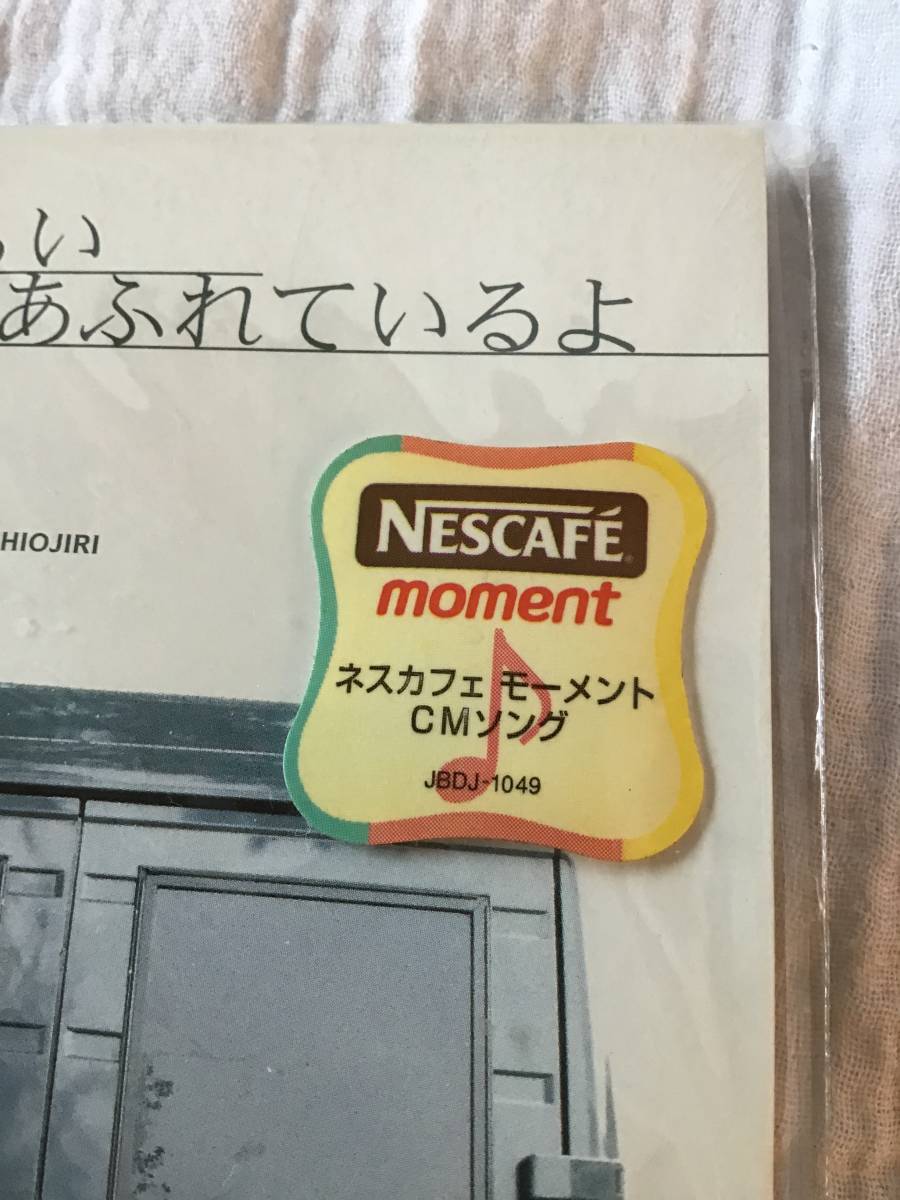 い
あふれているよ
HIOJIRI
NESCAFÉ
moment
ネスカフェ モーメント
CMソング
JBDJ-1049